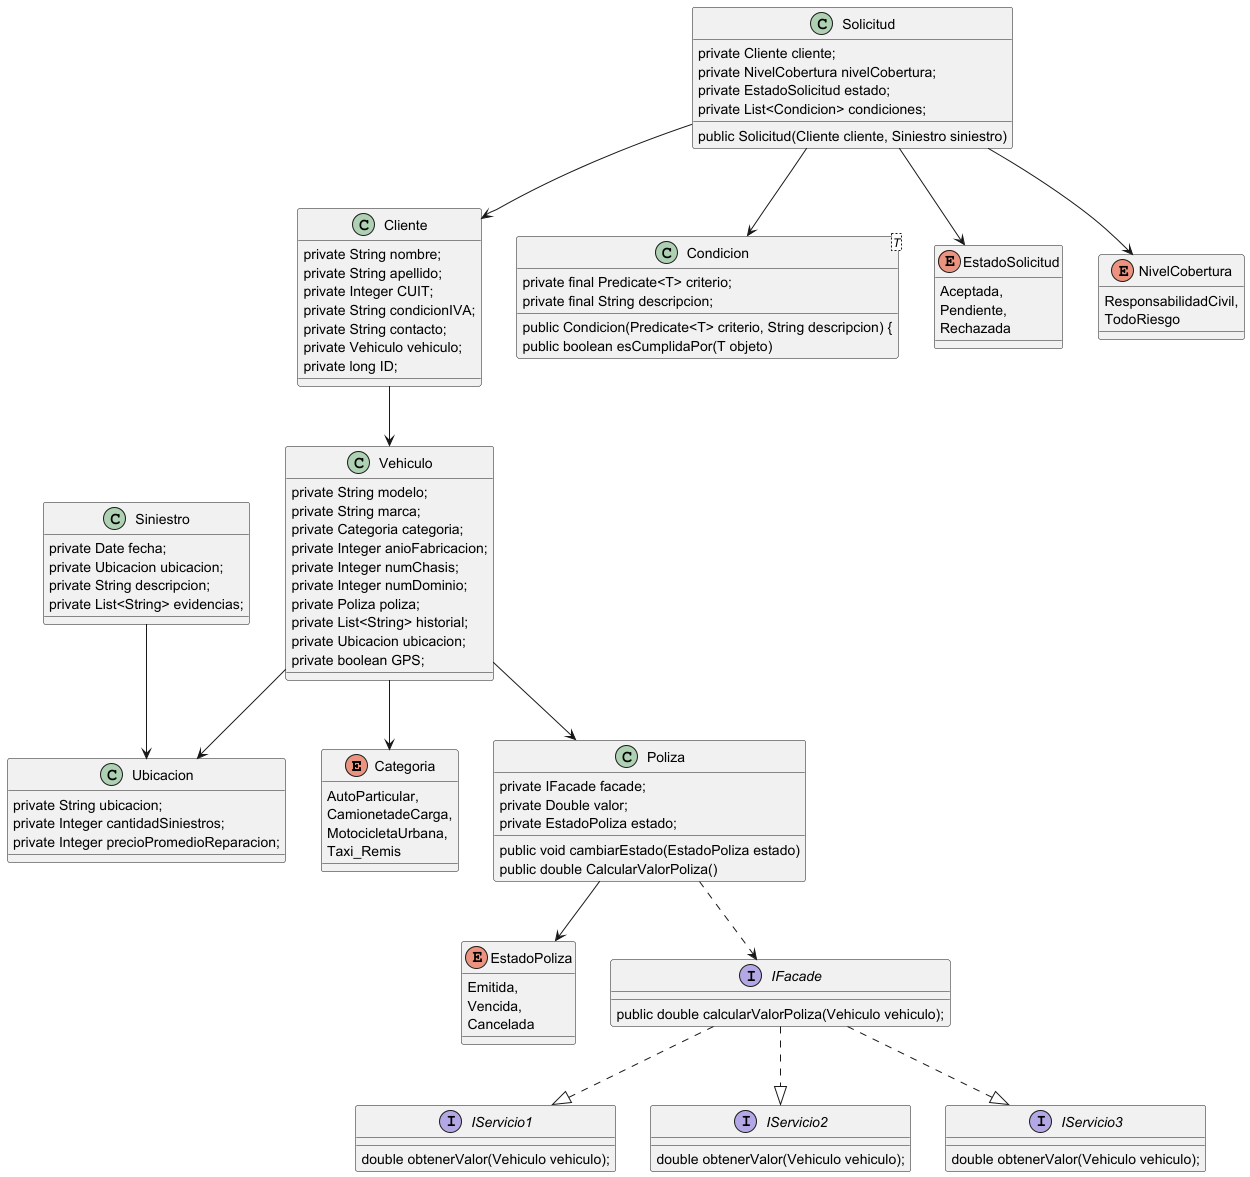 C Solicitud
private Cliente cliente;
private NivelCobertura nivelCobertura;
private EstadoSolicitud estado;
private List<Condicion> condiciones;
public Solicitud(Cliente cliente, Siniestro siniestro)
C Cliente
private String nombre;
private String apellido;
private Integer CUIT;
private String condicionIVA;
private String contacto;
private Vehiculo vehiculo;
private long ID;
C Condicion
T
private final Predicate<T> criterio;
private final String descripcion;
public Condicion(Predicate<T> criterio, String descripcion) {
public boolean esCumplidaPor(T objeto)
E EstadoSolicitud
Aceptada,
Pendiente,
Rechazada
E NivelCobertura
ResponsabilidadCivil,
TodoRiesgo
C Siniestro
private Date fecha;
private Ubicacion ubicacion;
private String descripcion;
private List<String> evidencias;
C Vehiculo
private String modelo;
private String marca;
private Categoria categoria;
private Integer anioFabricacion;
private Integer numChasis;
private Integer numDominio;
private Poliza poliza;
private List<String> historial;
private Ubicacion ubicacion;
private boolean GPS;
C Ubicacion
private String ubicacion;
private Integer cantidadSiniestros;
private Integer precioPromedioReparacion;
E Categoria
AutoParticular,
CamionetadeCarga,
MotocicletaUrbana,
Taxi_Remis
C Poliza
private IFacade facade;
private Double valor;
private EstadoPoliza estado;
public void cambiarEstado(EstadoPoliza estado)
public double CalcularValorPoliza()
E EstadoPoliza
Emitida,
Vencida,
Cancelada
I IFacade
public double calcularValorPoliza(Vehiculo vehiculo);
I IServicio1
double obtenerValor(Vehiculo vehiculo);
I IServicio2
double obtenerValor(Vehiculo vehiculo);
I IServicio3
double obtenerValor(Vehiculo vehiculo);